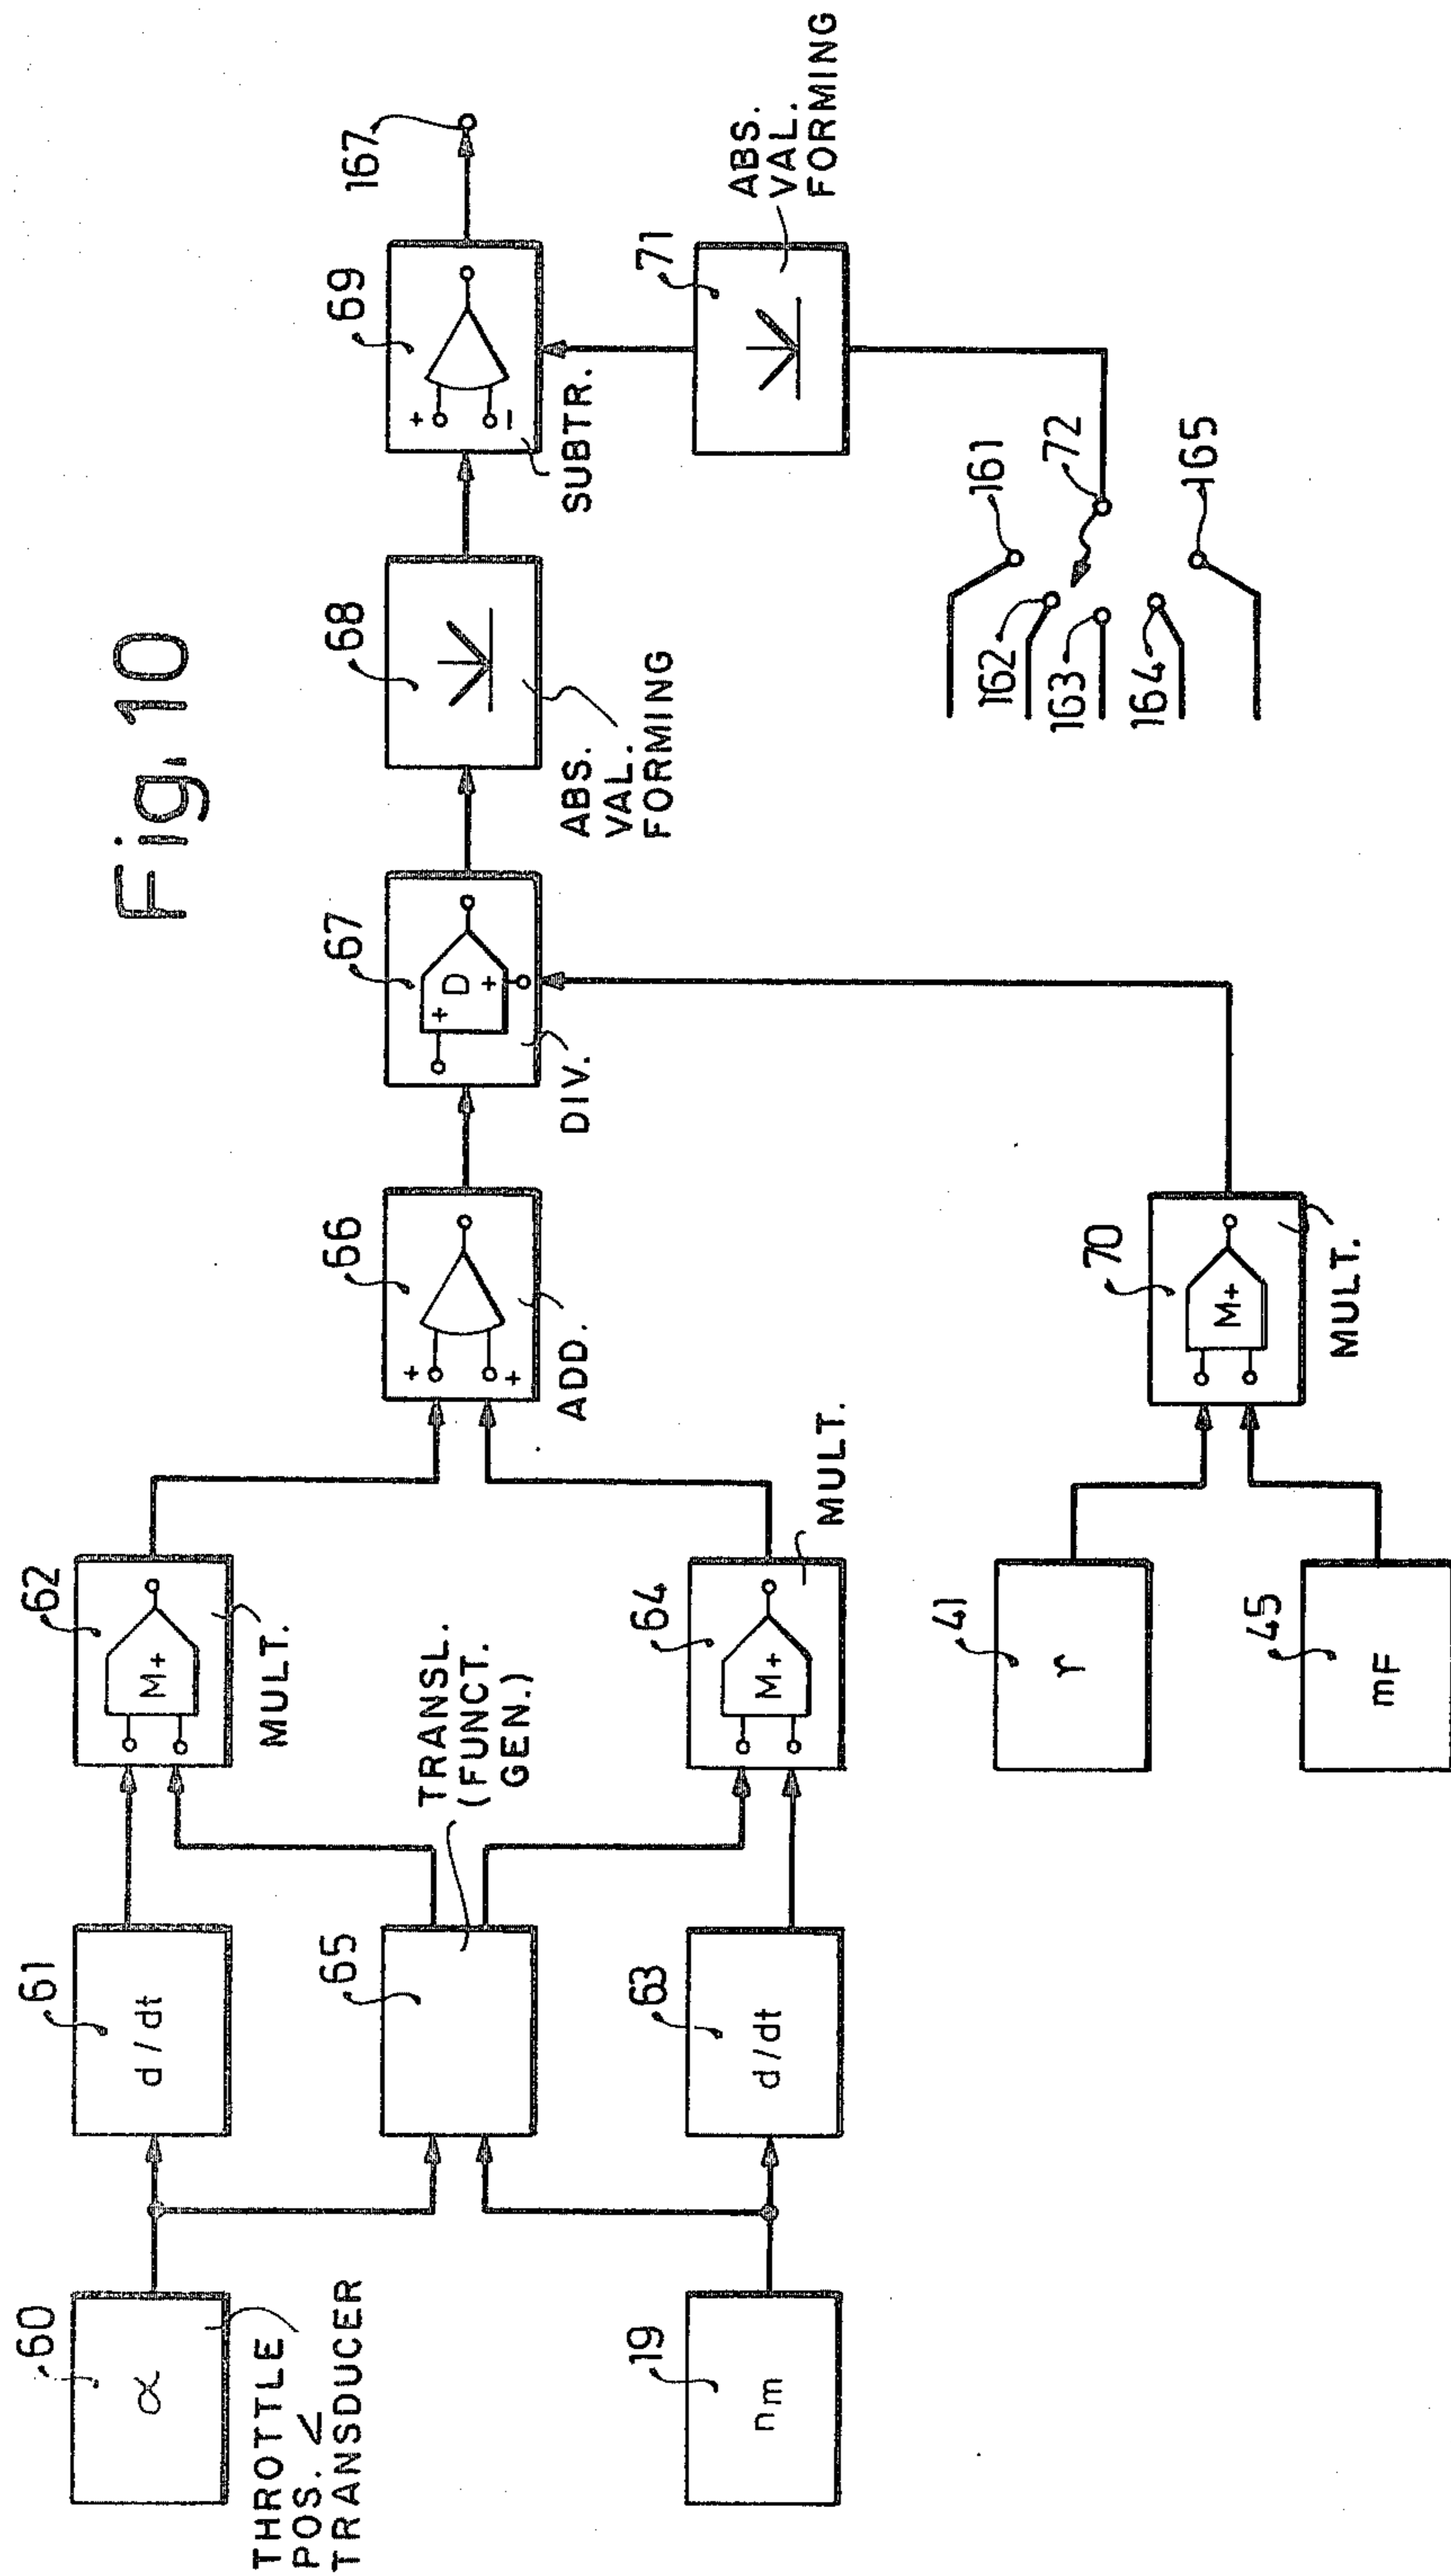 Fig. 10
60
α
THROTTLE
POS. ∠
TRANSDUCER
61
d/dt
62
M+
MULT.
65
TRANSL.
(FUNCT.
GEN.)
19
nm
63
d/dt
64
M+
MULT.
66
+
+
ADD.
67
+
D
+
DIV.
68
ABS.
VAL.
FORMING
69
+
−
SUBTR.
167
41
r
45
mF
70
M+
MULT.
71
ABS.
VAL.
FORMING
161
162
163
164
165
72